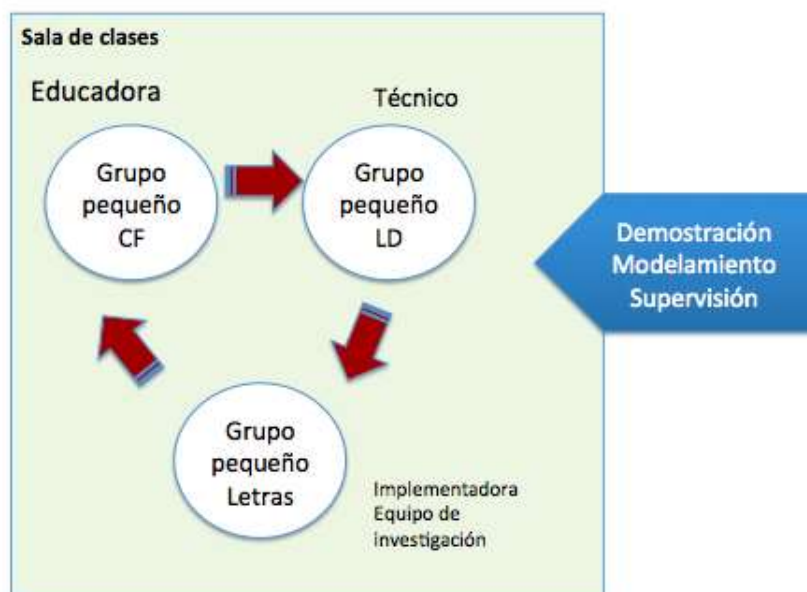 Sala de clases
Educadora
Técnico
Grupo
pequeño
CF
Grupo
pequeño
LD
Demostración
Modelamiento
Supervisión
Grupo
pequeño
Letras
Implementadora
Equipo de
investigación